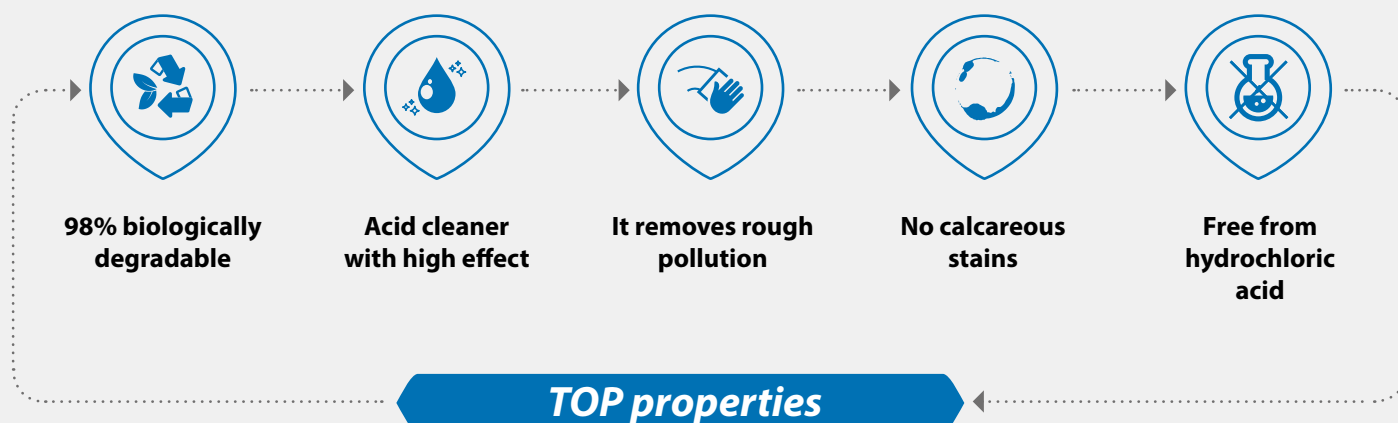 98% biologically
degradable
Acid cleaner
with high effect
It removes rough
pollution
No calcareous
stains
Free from
hydrochloric
acid
TOP properties